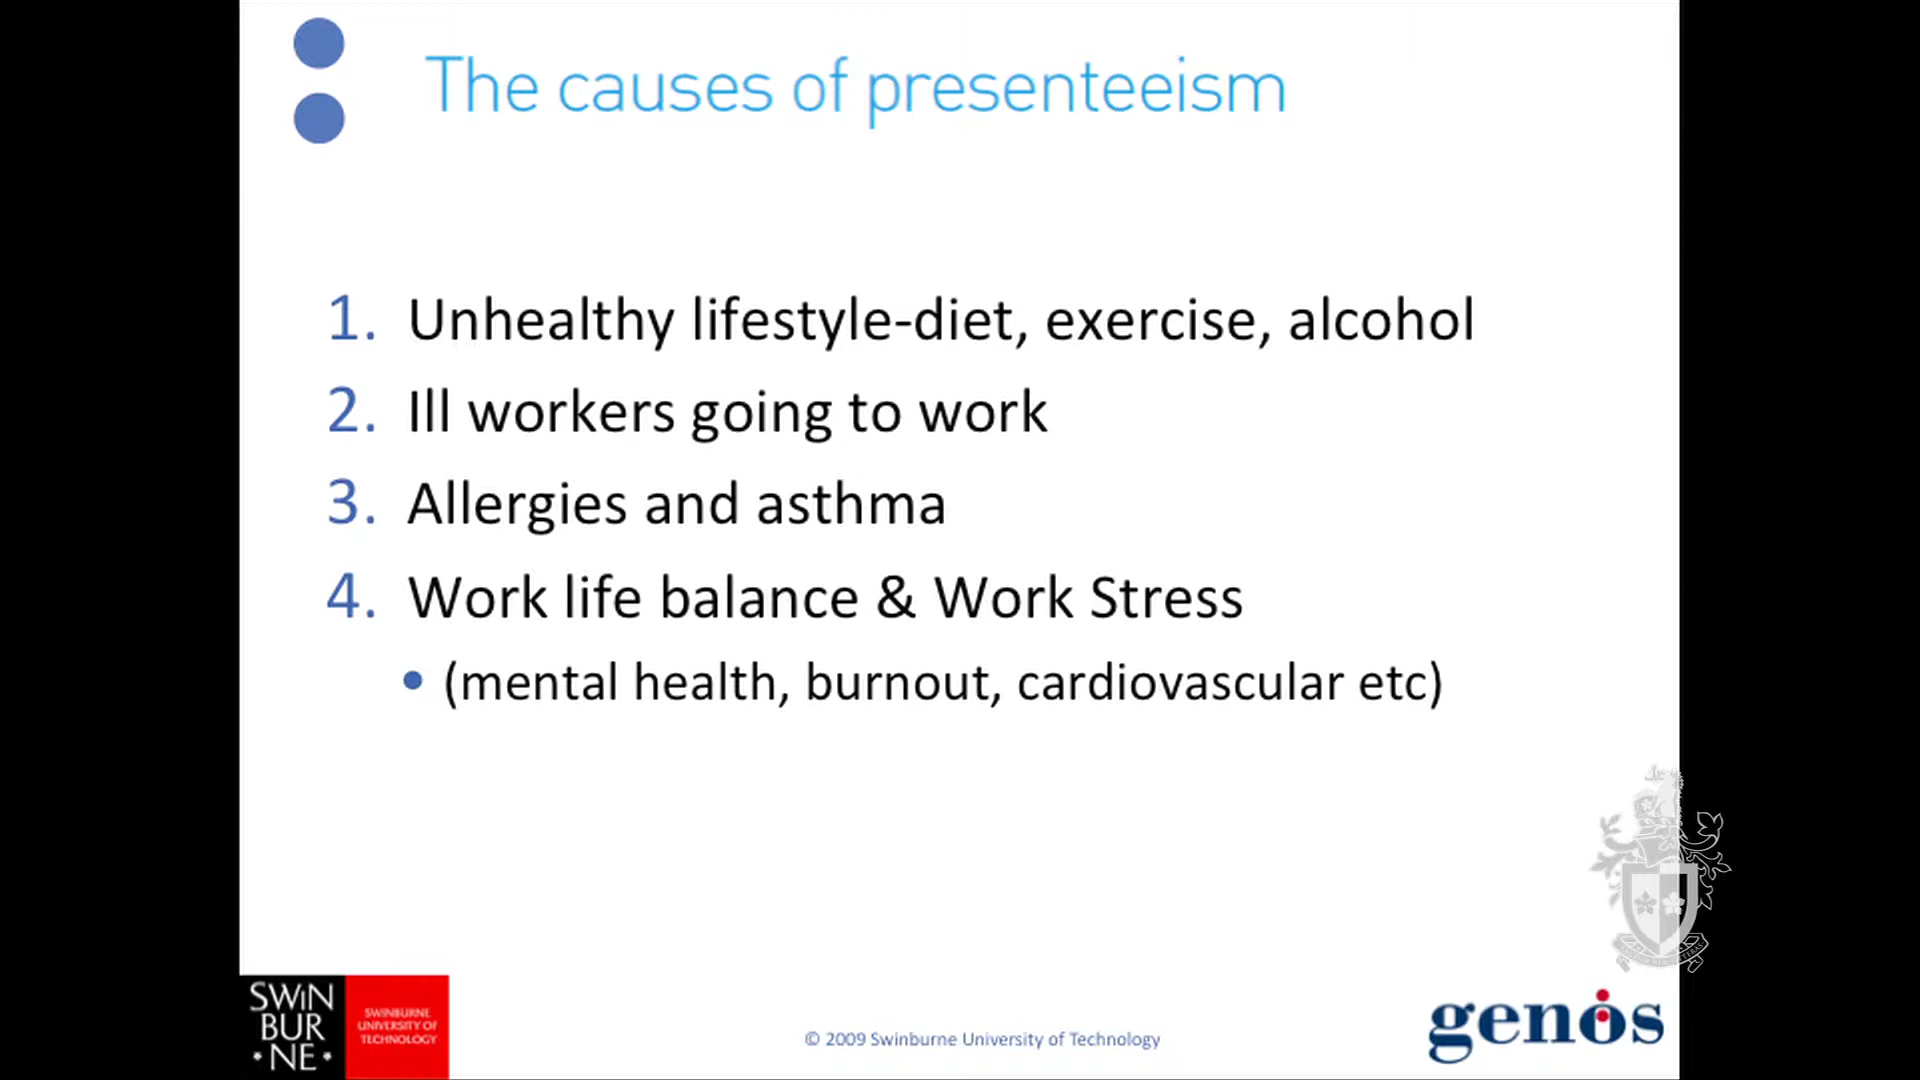 The causes of presenteeism
1. Unhealthy lifestyle-diet, exercise, alcohol
2. Ill workers going to work
3. Allergies and asthma
4. Work life balance & Work Stress
• (mental health, burnout, cardiovascular etc)
SWIN
BUR
•NE•
SWINBURNE
UNIVERSITY OF
TECHNOLOGY
© 2009 Swinburne University of Technology
genos